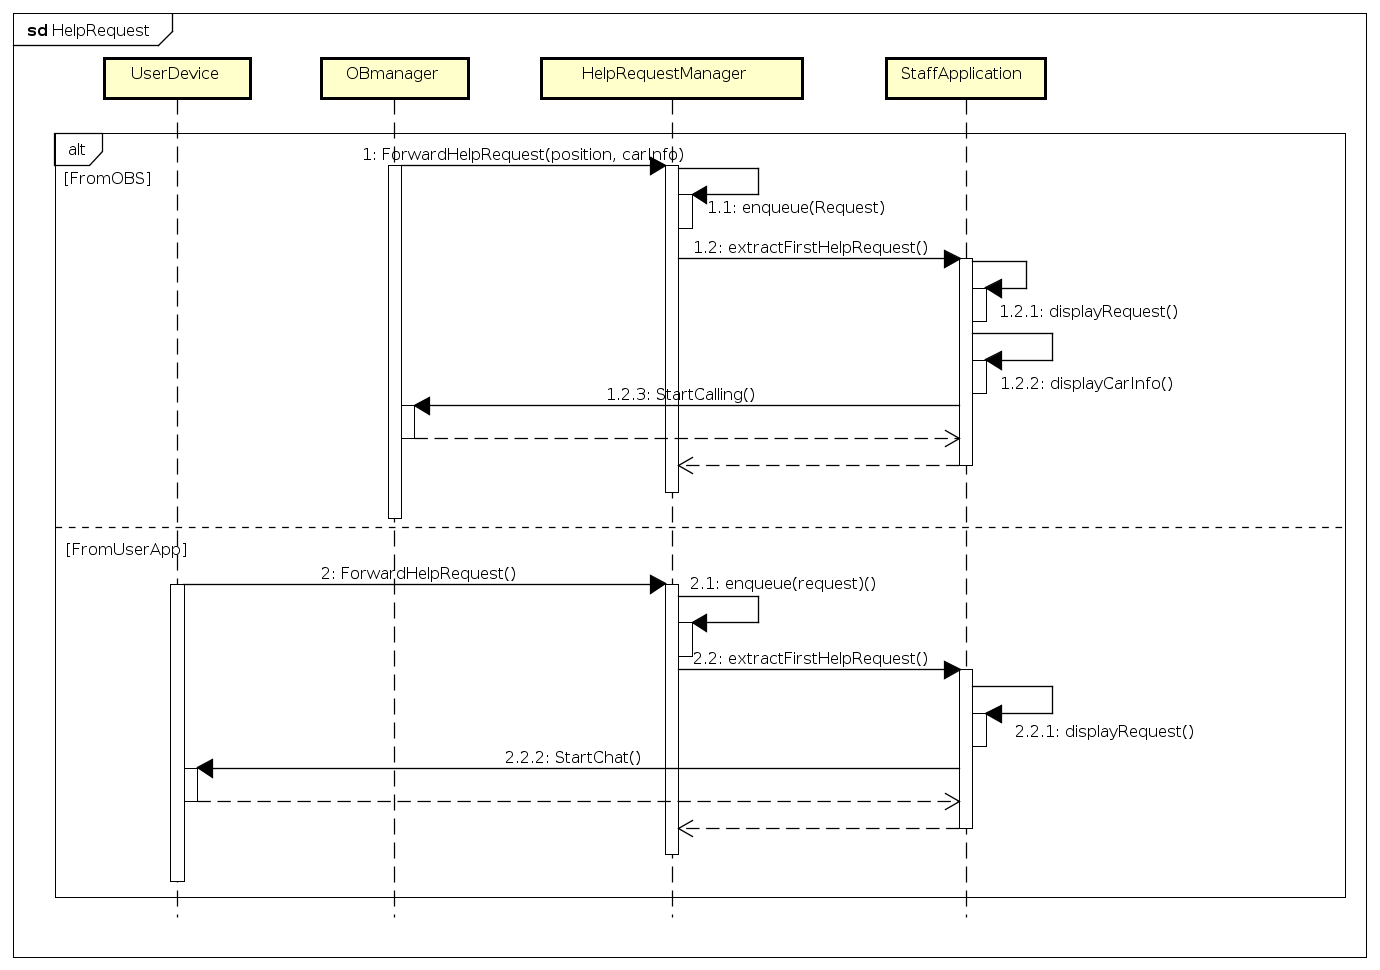 sd HelpRequest
UserDevice
OBmanager
HelpRequestManager
StaffApplication
alt
[FromOBS]
1: ForwardHelpRequest(position, carInfo)
1.1: enqueue(Request)
1.2: extractFirstHelpRequest()
1.2.1: displayRequest()
1.2.2: displayCarInfo()
1.2.3: StartCalling()
[FromUserApp]
2: ForwardHelpRequest()
2.1: enqueue(request)()
2.2: extractFirstHelpRequest()
2.2.1: displayRequest()
2.2.2: StartChat()